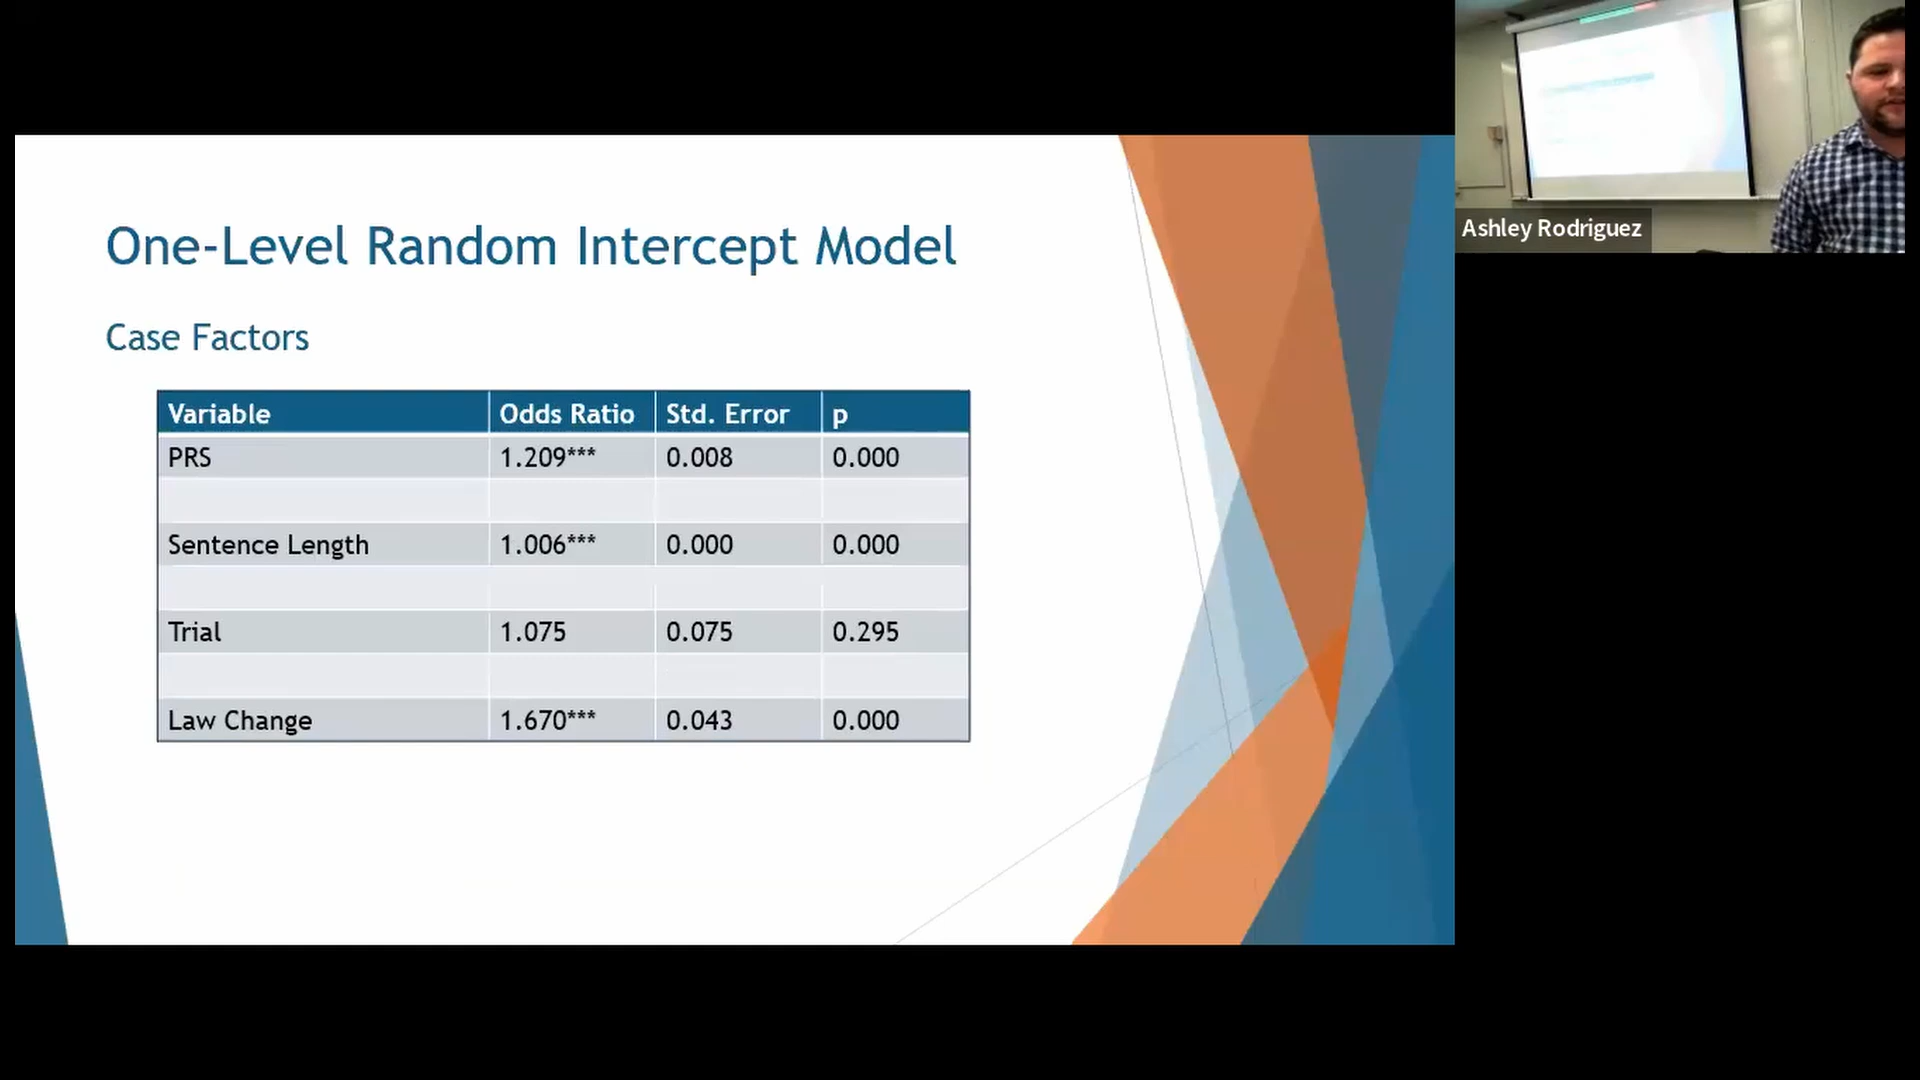 One-Level Random Intercept Model
Case Factors
Variable Odds Ratio Std. Error p
PRS 1.209*** 0.008 0.000
Sentence Length 1.006*** 0.000 0.000
Trial 1.075 0.075 0.295
Law Change 1.670*** 0.043 0.000
Ashley Rodriguez